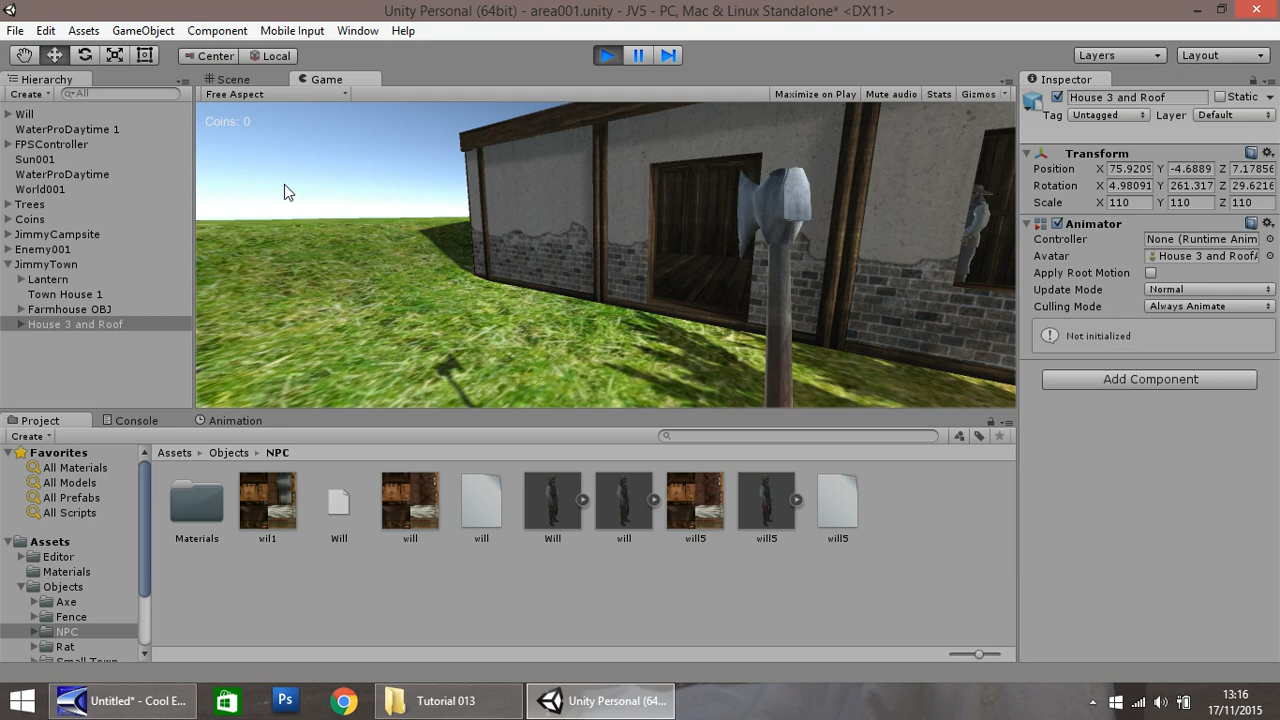 Unity Personal (64bit) - area001.unity - JV5 - PC, Mac & Linux Standalone* <DX11>
File Edit Assets GameObject Component Mobile Input Window Help
Center Local Layers Layout
Hierarchy Scene Game Inspector
Create All Free Aspect Maximize on Play Mute audio Stats Gizmos
House 3 and Roof Static
Tag Untagged Layer Default
Will
WaterProDaytime 1
FPSController
Sun001
WaterProDaytime
World001
Trees
Coins
JimmyCampsite
Enemy001
JimmyTown
Lantern
Town House 1
Farmhouse OBJ
House 3 and Roof
Coins: 0
Transform
Position X 75.9209 Y -4.6889 Z 7.17856
Rotation X 4.98091 Y 261.317 Z 29.6216
Scale X 110 Y 110 Z 110
Animator
Controller None (Runtime Anim
Avatar House 3 and RoofA
Apply Root Motion
Update Mode Normal
Culling Mode Always Animate
Not initialized
Add Component
Project Console Animation
Create
Favorites
All Materials
All Models
All Prefabs
All Scripts
Assets
Editor
Materials
Objects
Axe
Fence
NPC
Rat
Small Town
Assets Objects NPC
Materials wil1 Will will will Will will will5 will5 will5
Untitled* - Cool E... Ps Tutorial 013 Unity Personal (64... 13:16
17/11/2015